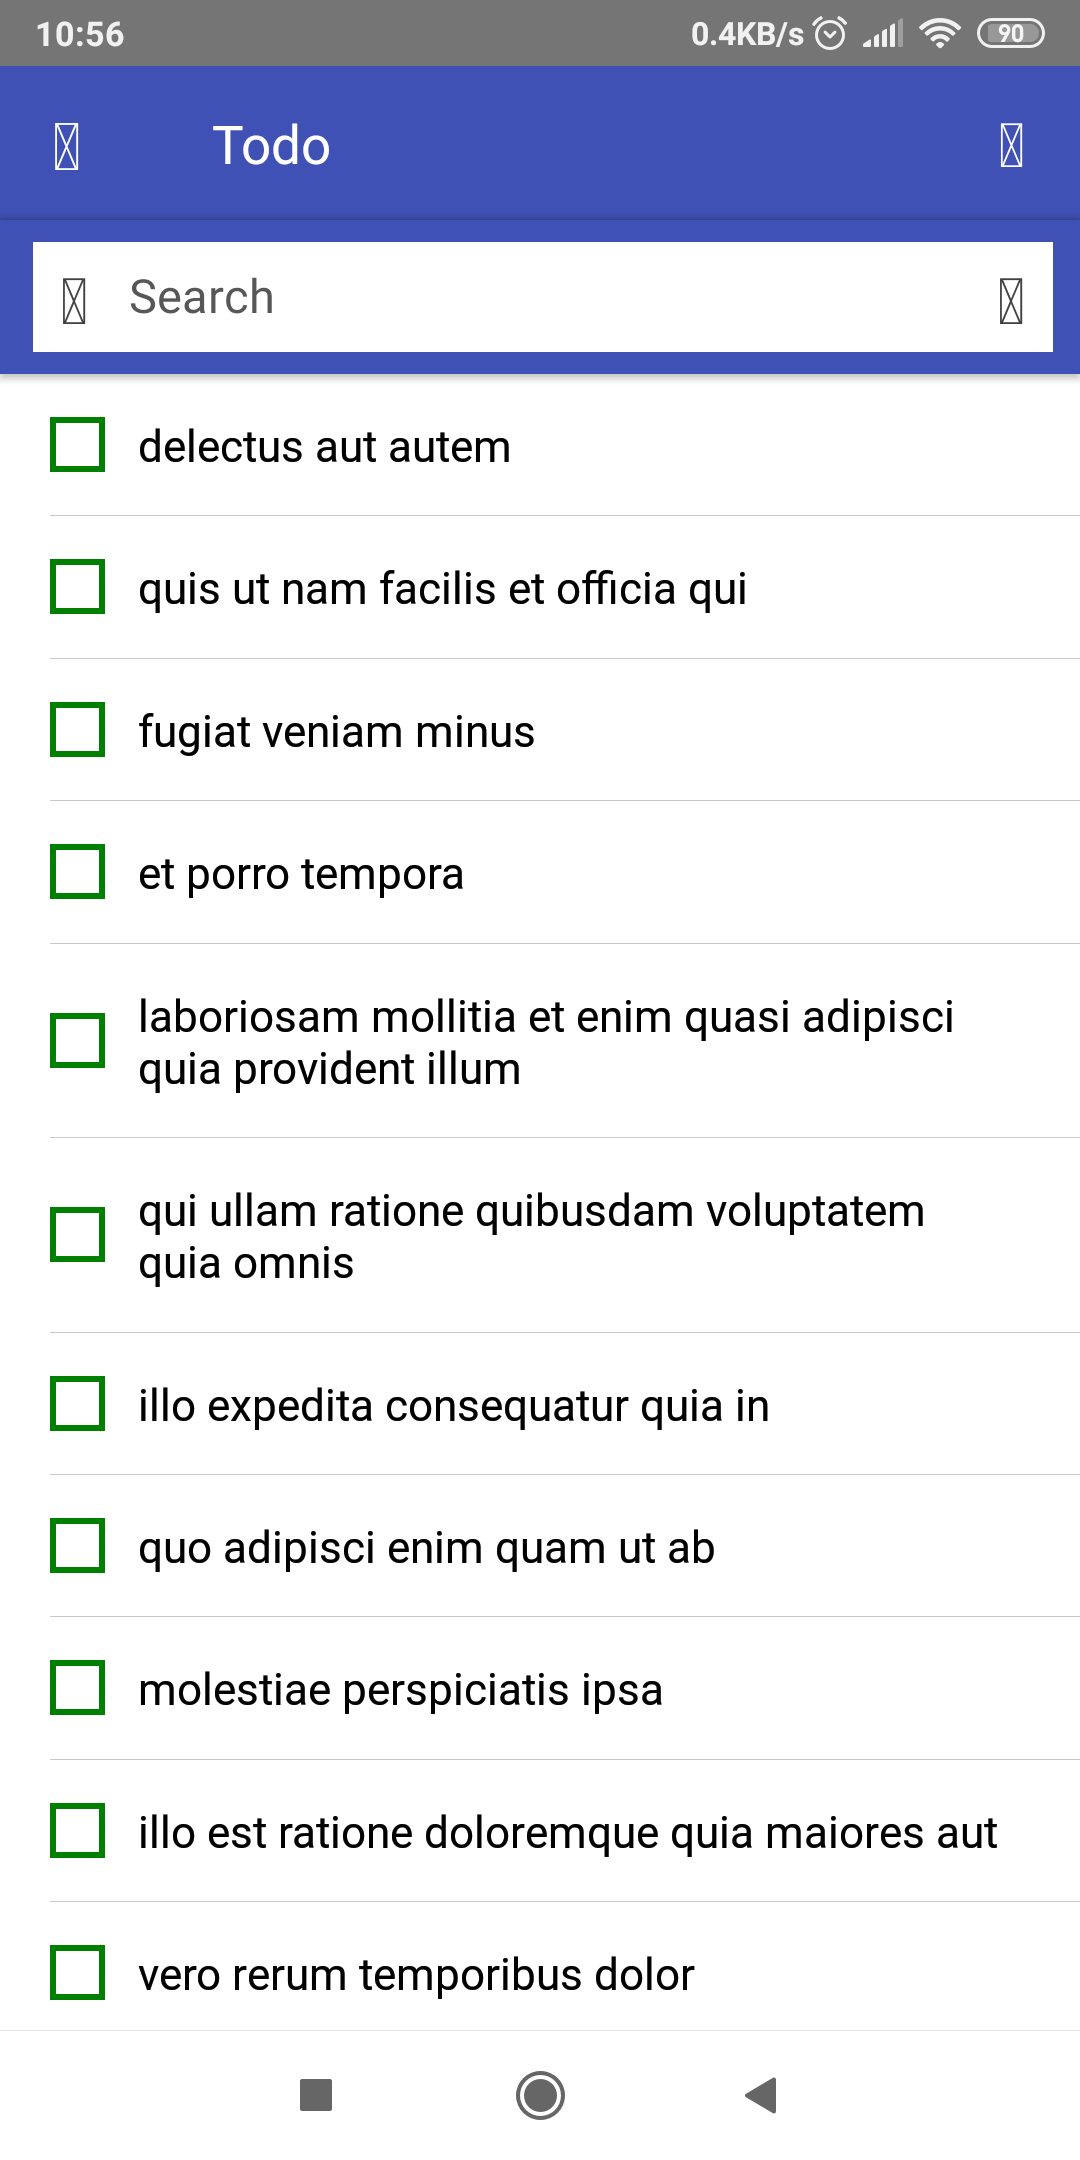 10:56 0.4KB/s 90
Todo
Search
delectus aut autem
quis ut nam facilis et officia qui
fugiat veniam minus
et porro tempora
laboriosam mollitia et enim quasi adipisci
quia provident illum
qui ullam ratione quibusdam voluptatem
quia omnis
illo expedita consequatur quia in
quo adipisci enim quam ut ab
molestiae perspiciatis ipsa
illo est ratione doloremque quia maiores aut
vero rerum temporibus dolor